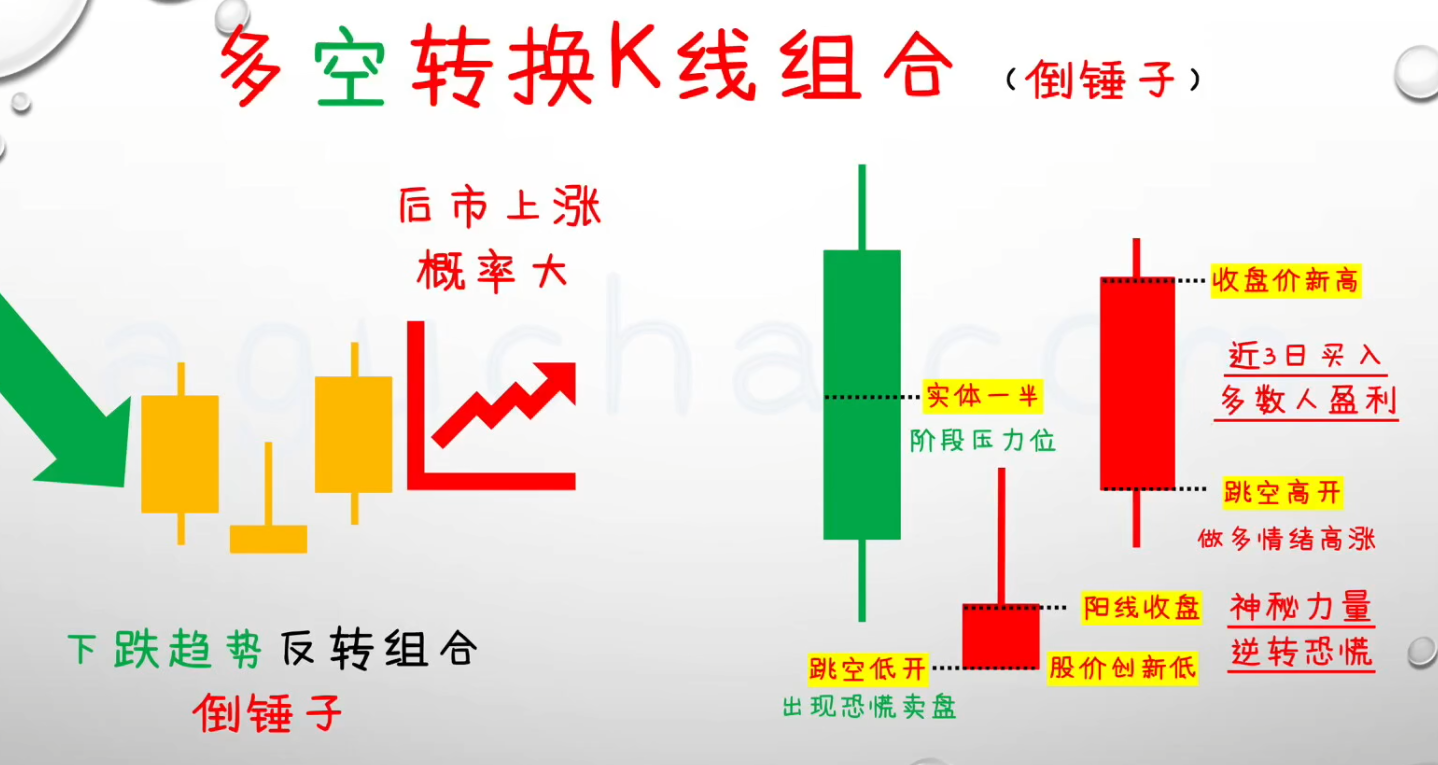 多空转换K线组合（倒锤子）
后市上涨
概率大
下跌趋势反转组合
倒锤子
收盘价新高
近3日买入
多数人盈利
实体一半
阶段压力位
跳空高开
做多情绪高涨
阳线收盘
神秘力量
逆转恐慌
跳空低开
股价创新低
出现恐慌卖盘
aqucha.com